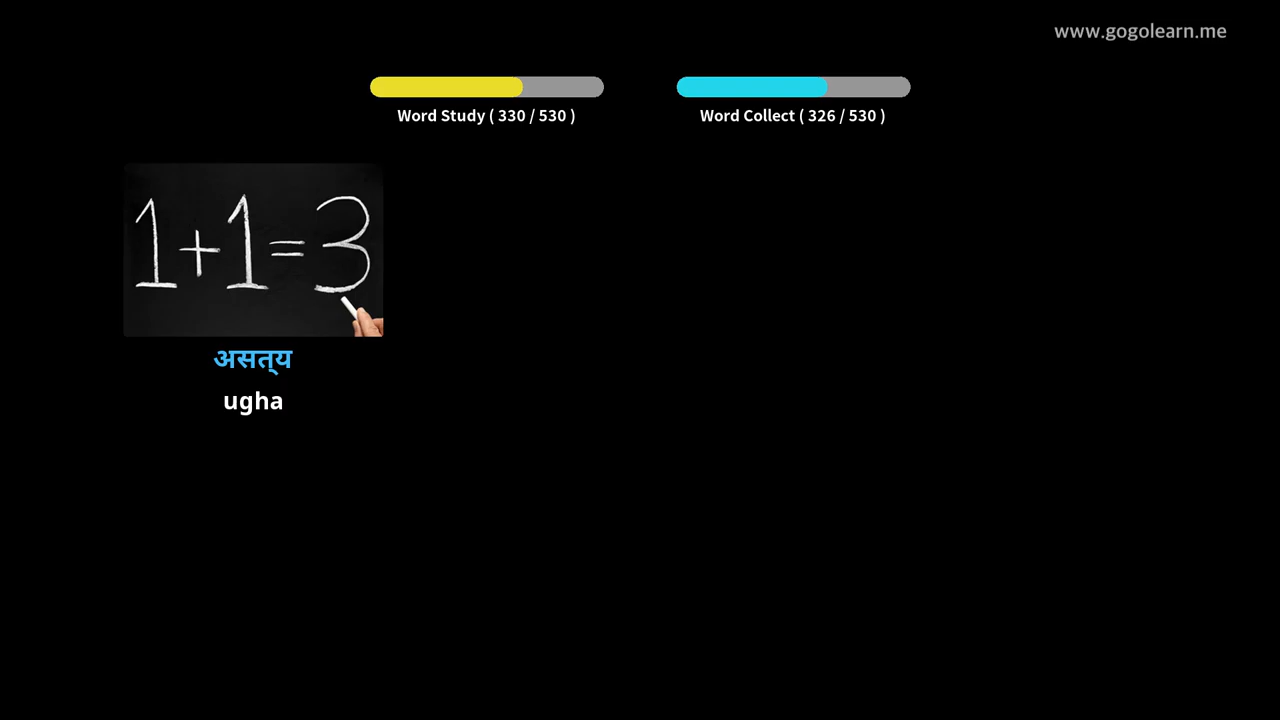 www.gogolearn.me
Word Study ( 330 / 530 )
Word Collect ( 326 / 530 )
1+1=3
असत्य
ugha